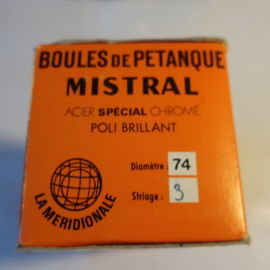 BOULES DE PETANQUE
MISTRAL
ACIER SPÉCIAL CHROMÉ
POLI BRILLANT
Diamètre : 74
Striage : 3
LA MERIDIONALE